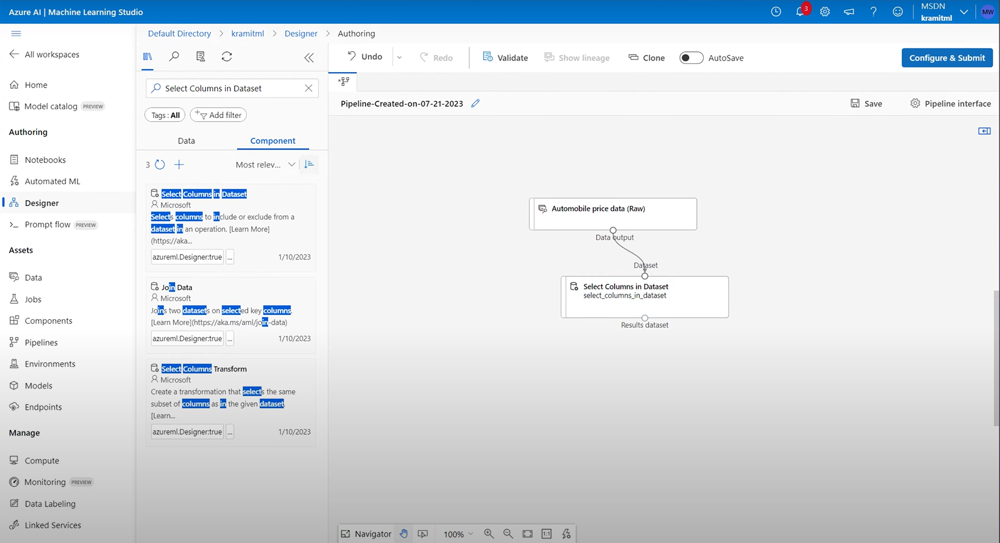 Azure AI | Machine Learning Studio
3
MSDN
kramitml
MW
All workspaces
Home
Model catalog PREVIEW
Authoring
Notebooks
Automated ML
Designer
Prompt flow PREVIEW
Assets
Data
Jobs
Components
Pipelines
Environments
Models
Endpoints
Manage
Compute
Monitoring PREVIEW
Data Labeling
Linked Services
Default Directory > kramitml > Designer > Authoring
Select Columns in Dataset
Tags : All
Add filter
Data
Component
3
Most relev...
Select Columns in Dataset
Microsoft
Selects columns to include or exclude from a
dataset in an operation. [Learn More]
(https://aka...
azureml.Designer:true ... 1/10/2023
Join Data
Microsoft
Joins two datasets on selected key columns.
[Learn More](https://aka.ms/aml/join-data)
azureml.Designer:true ... 1/10/2023
Select Columns Transform
Microsoft
Create a transformation that selects the same
subset of columns as in the given dataset.
[Learn...
azureml.Designer:true ... 1/10/2023
Undo
Redo
Validate
Show lineage
Clone
AutoSave
Configure & Submit
Pipeline-Created-on-07-21-2023
Save
Pipeline interface
Automobile price data (Raw)
Data output
Dataset
Select Columns in Dataset
select_columns_in_dataset
Results dataset
Navigator
100%
1:1